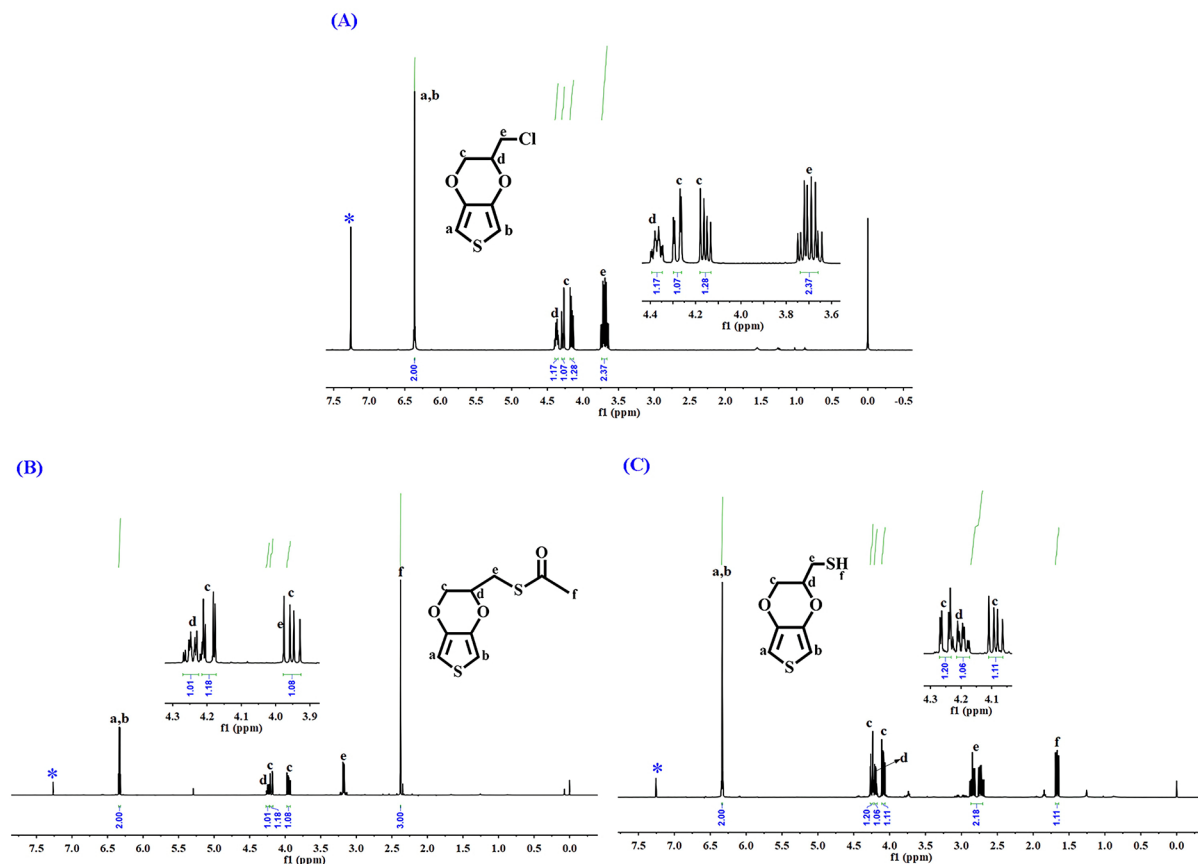 (A)
a,b
e
Cl
c
d
O
O
a
S
b
*
d
c
c
e
1.17
1.07
1.28
2.37
4.4 4.2 4.0 3.8 3.6
f1 (ppm)
d
c
e
2.00
1.17
1.07
1.28
2.37
7.5 7.0 6.5 6.0 5.5 5.0 4.5 4.0 3.5 3.0 2.5 2.0 1.5 1.0 0.5 0.0 -0.5
f1 (ppm)
(B)
O
e
S
f
c
d
O
O
a
S
b
d
c
e
c
1.01
1.18
1.08
4.3 4.2 4.1 4.0 3.9
f1 (ppm)
a,b
*
d
c
c
e
f
2.00
1.01
1.18
1.08
3.00
7.5 7.0 6.5 6.0 5.5 5.0 4.5 4.0 3.5 3.0 2.5 2.0 1.5 1.0 0.5 0.0
f1 (ppm)
(C)
a,b
e
SH
f
c
d
O
O
a
S
b
c
d
c
1.20
1.06
1.11
4.3 4.2 4.1
f1 (ppm)
*
c
c
d
e
f
2.00
1.20
1.06
1.11
2.18
1.11
7.5 7.0 6.5 6.0 5.5 5.0 4.5 4.0 3.5 3.0 2.5 2.0 1.5 1.0 0.5 0.0
f1 (ppm)